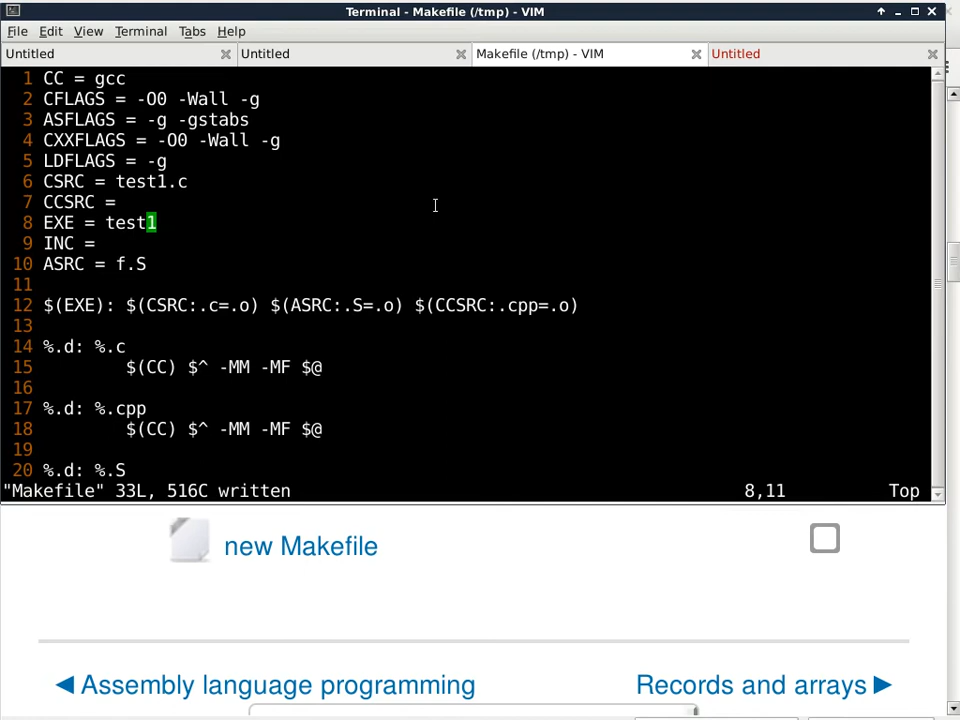 Terminal - Makefile (/tmp) - VIM
File Edit View Terminal Tabs Help
Untitled Untitled Makefile (/tmp) - VIM Untitled
1 CC = gcc
2 CFLAGS = -O0 -Wall -g
3 ASFLAGS = -g -gstabs
4 CXXFLAGS = -O0 -Wall -g
5 LDFLAGS = -g
6 CSRC = test1.c
7 CCSRC =
8 EXE = test1
9 INC =
10 ASRC = f.S
11
12 $(EXE): $(CSRC:.c=.o) $(ASRC:.S=.o) $(CCSRC:.cpp=.o)
13
14 %.d: %.c
15 $(CC) $^ -MM -MF $@
16
17 %.d: %.cpp
18 $(CC) $^ -MM -MF $@
19
20 %.d: %.S
"Makefile" 33L, 516C written 8,11 Top
new Makefile
◀ Assembly language programming Records and arrays ▶